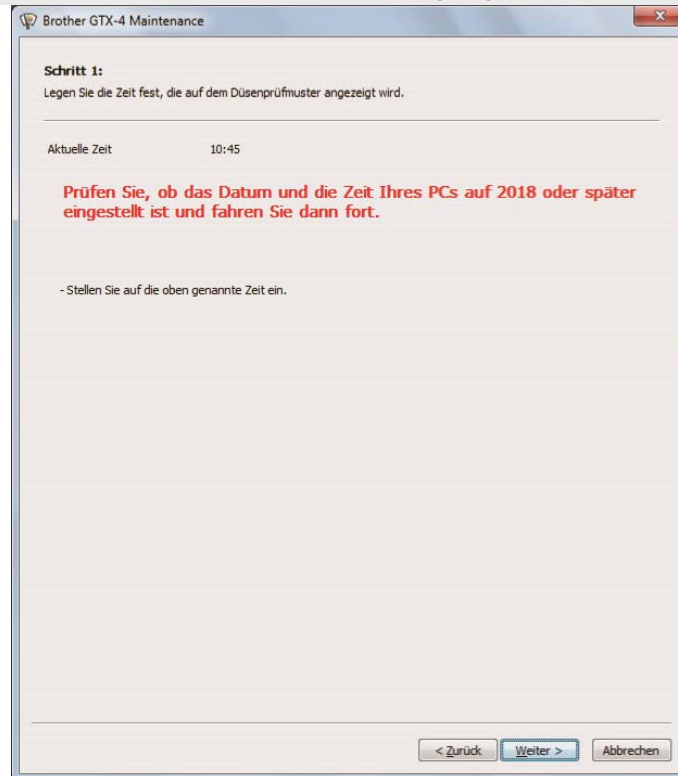 Brother GTX-4 Maintenance
Schritt 1:
Legen Sie die Zeit fest, die auf dem Düsenprüfmuster angezeigt wird.
Aktuelle Zeit 10:45
Prüfen Sie, ob das Datum und die Zeit Ihres PCs auf 2018 oder später
eingestellt ist und fahren Sie dann fort.
- Stellen Sie auf die oben genannte Zeit ein.
< Zurück Weiter > Abbrechen